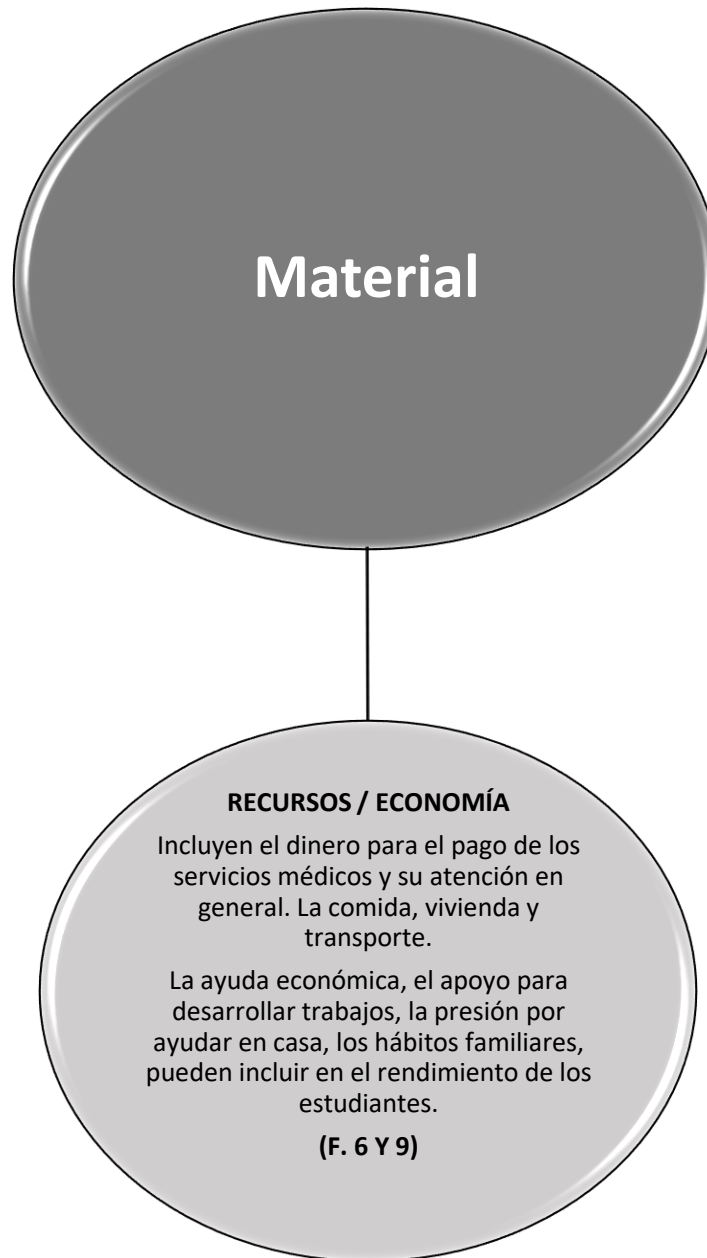 Material
RECURSOS / ECONOMÍA
Incluyen el dinero para el pago de los
servicios médicos y su atención en
general. La comida, vivienda y
transporte.
La ayuda económica, el apoyo para
desarrollar trabajos, la presión por
ayudar en casa, los hábitos familiares,
pueden incluir en el rendimiento de los
estudiantes.
(F. 6 Y 9)